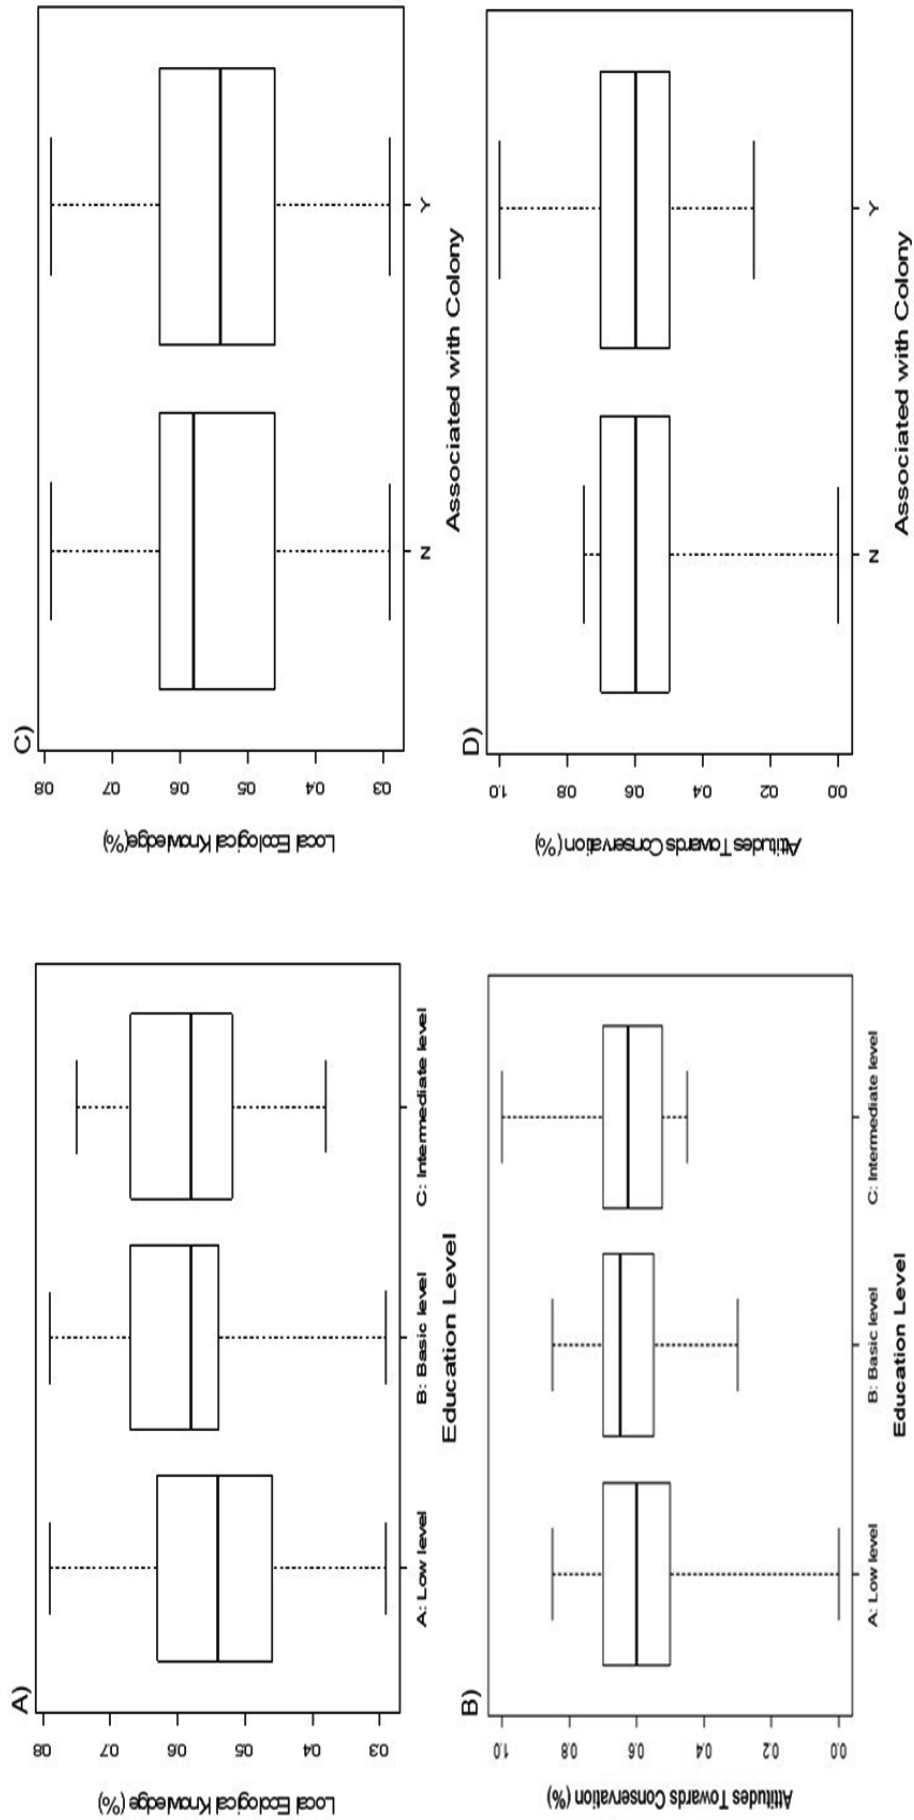 A)
Local Ecological Knowledge (%)
0.8
0.7
0.6
0.5
0.4
0.3
A: Low level
B: Basic level
C: Intermediate level
Education Level
C)
Local Ecological Knowledge(%)
0.8
0.7
0.6
0.5
0.4
0.3
N
Y
Associated with Colony
B)
Attitudes Towards Conservation (%)
1.0
0.8
0.6
0.4
0.2
0.0
A: Low level
B: Basic level
C: Intermediate level
Education Level
D)
Attitudes Towards Conservation (%)
1.0
0.8
0.6
0.4
0.2
0.0
N
Y
Associated with Colony